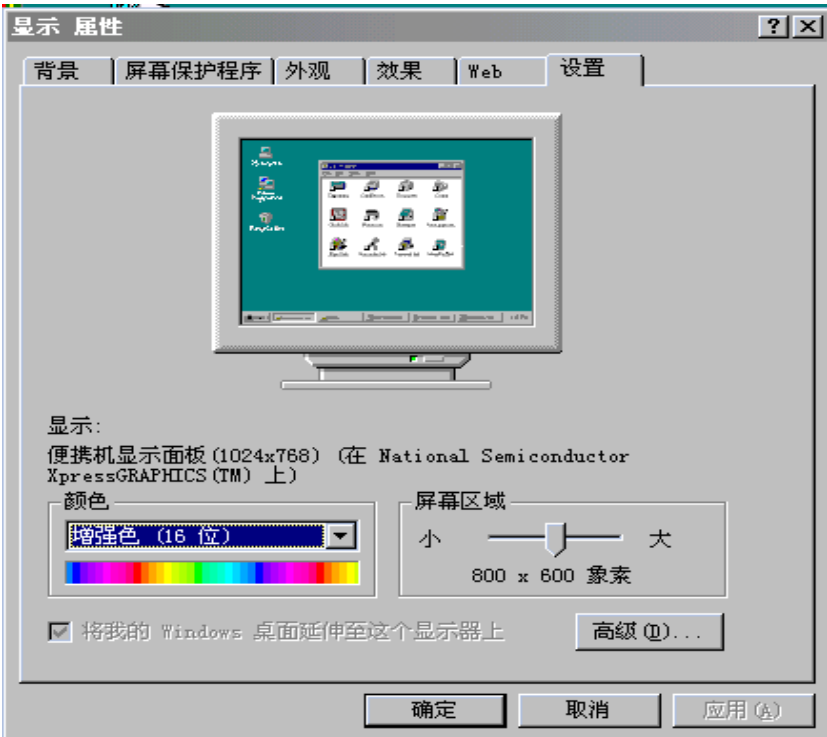 显示 属性
背景 屏幕保护程序 外观 效果 Web 设置
显示:
便携机显示面板(1024x768) (在 National Semiconductor
XpressGRAPHICS(TM) 上)
颜色
屏幕区域
增强色 (16 位)
小 大
800 x 600 象素
将我的 Windows 桌面延伸至这个显示器上
高级(D)...
确定 取消 应用(A)